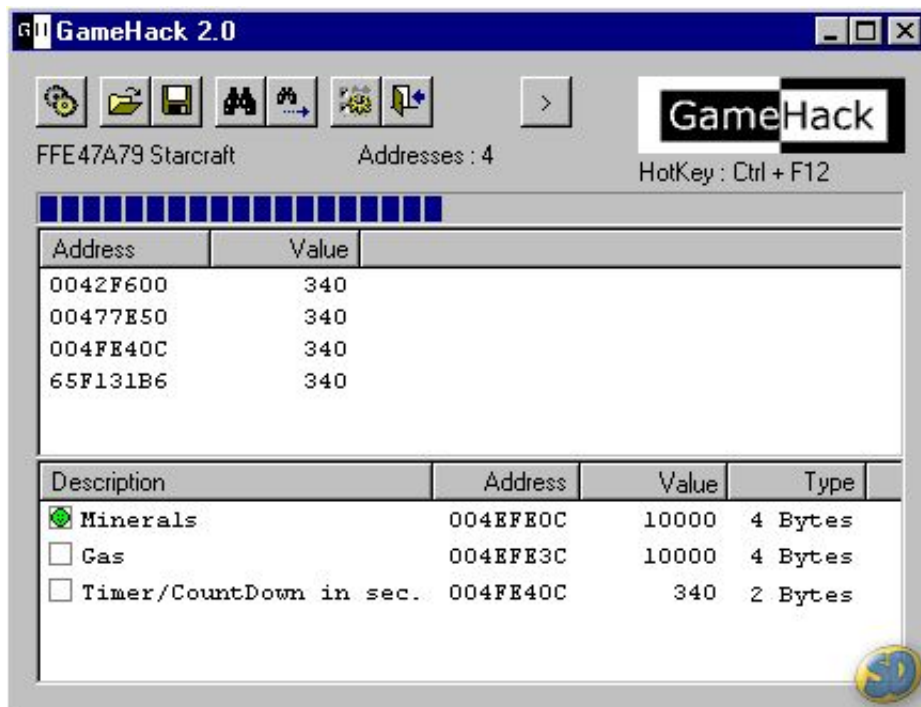 GH GameHack 2.0
>
GameHack
FFE47A79 Starcraft Addresses : 4
HotKey : Ctrl + F12
Address Value
0042F600 340
00477E50 340
004FE40C 340
65F131B6 340
Description Address Value Type
Minerals 004EFE0C 10000 4 Bytes
Gas 004EFE3C 10000 4 Bytes
Timer/CountDown in sec. 004FE40C 340 2 Bytes
SD